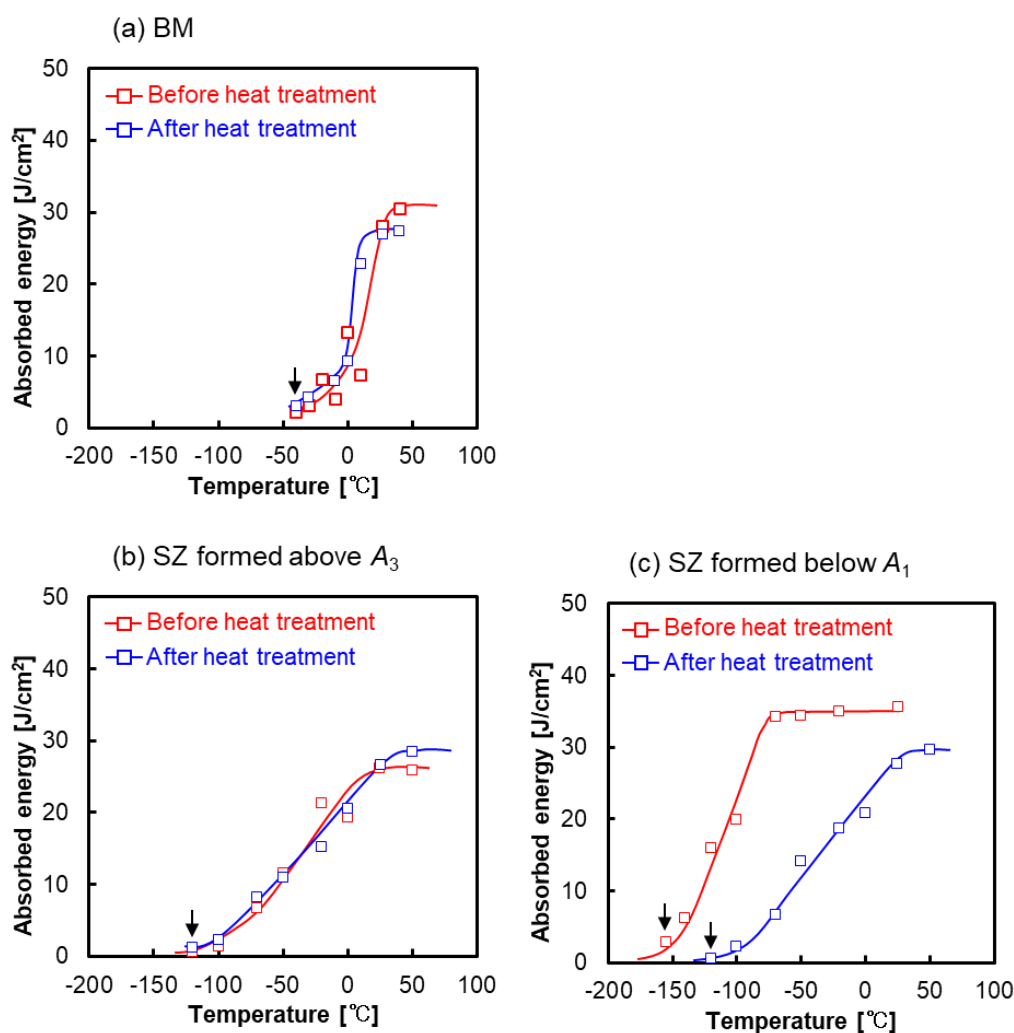 (a) BM
50
40
30
20
10
0
Absorbed energy [J/cm²]
Before heat treatment
After heat treatment
-200 -150 -100 -50 0 50 100
Temperature [℃]
(b) SZ formed above A₃
50
40
30
20
10
0
Absorbed energy [J/cm²]
Before heat treatment
After heat treatment
-200 -150 -100 -50 0 50 100
Temperature [℃]
(c) SZ formed below A₁
50
40
30
20
10
0
Absorbed energy [J/cm²]
Before heat treatment
After heat treatment
-200 -150 -100 -50 0 50 100
Temperature [℃]